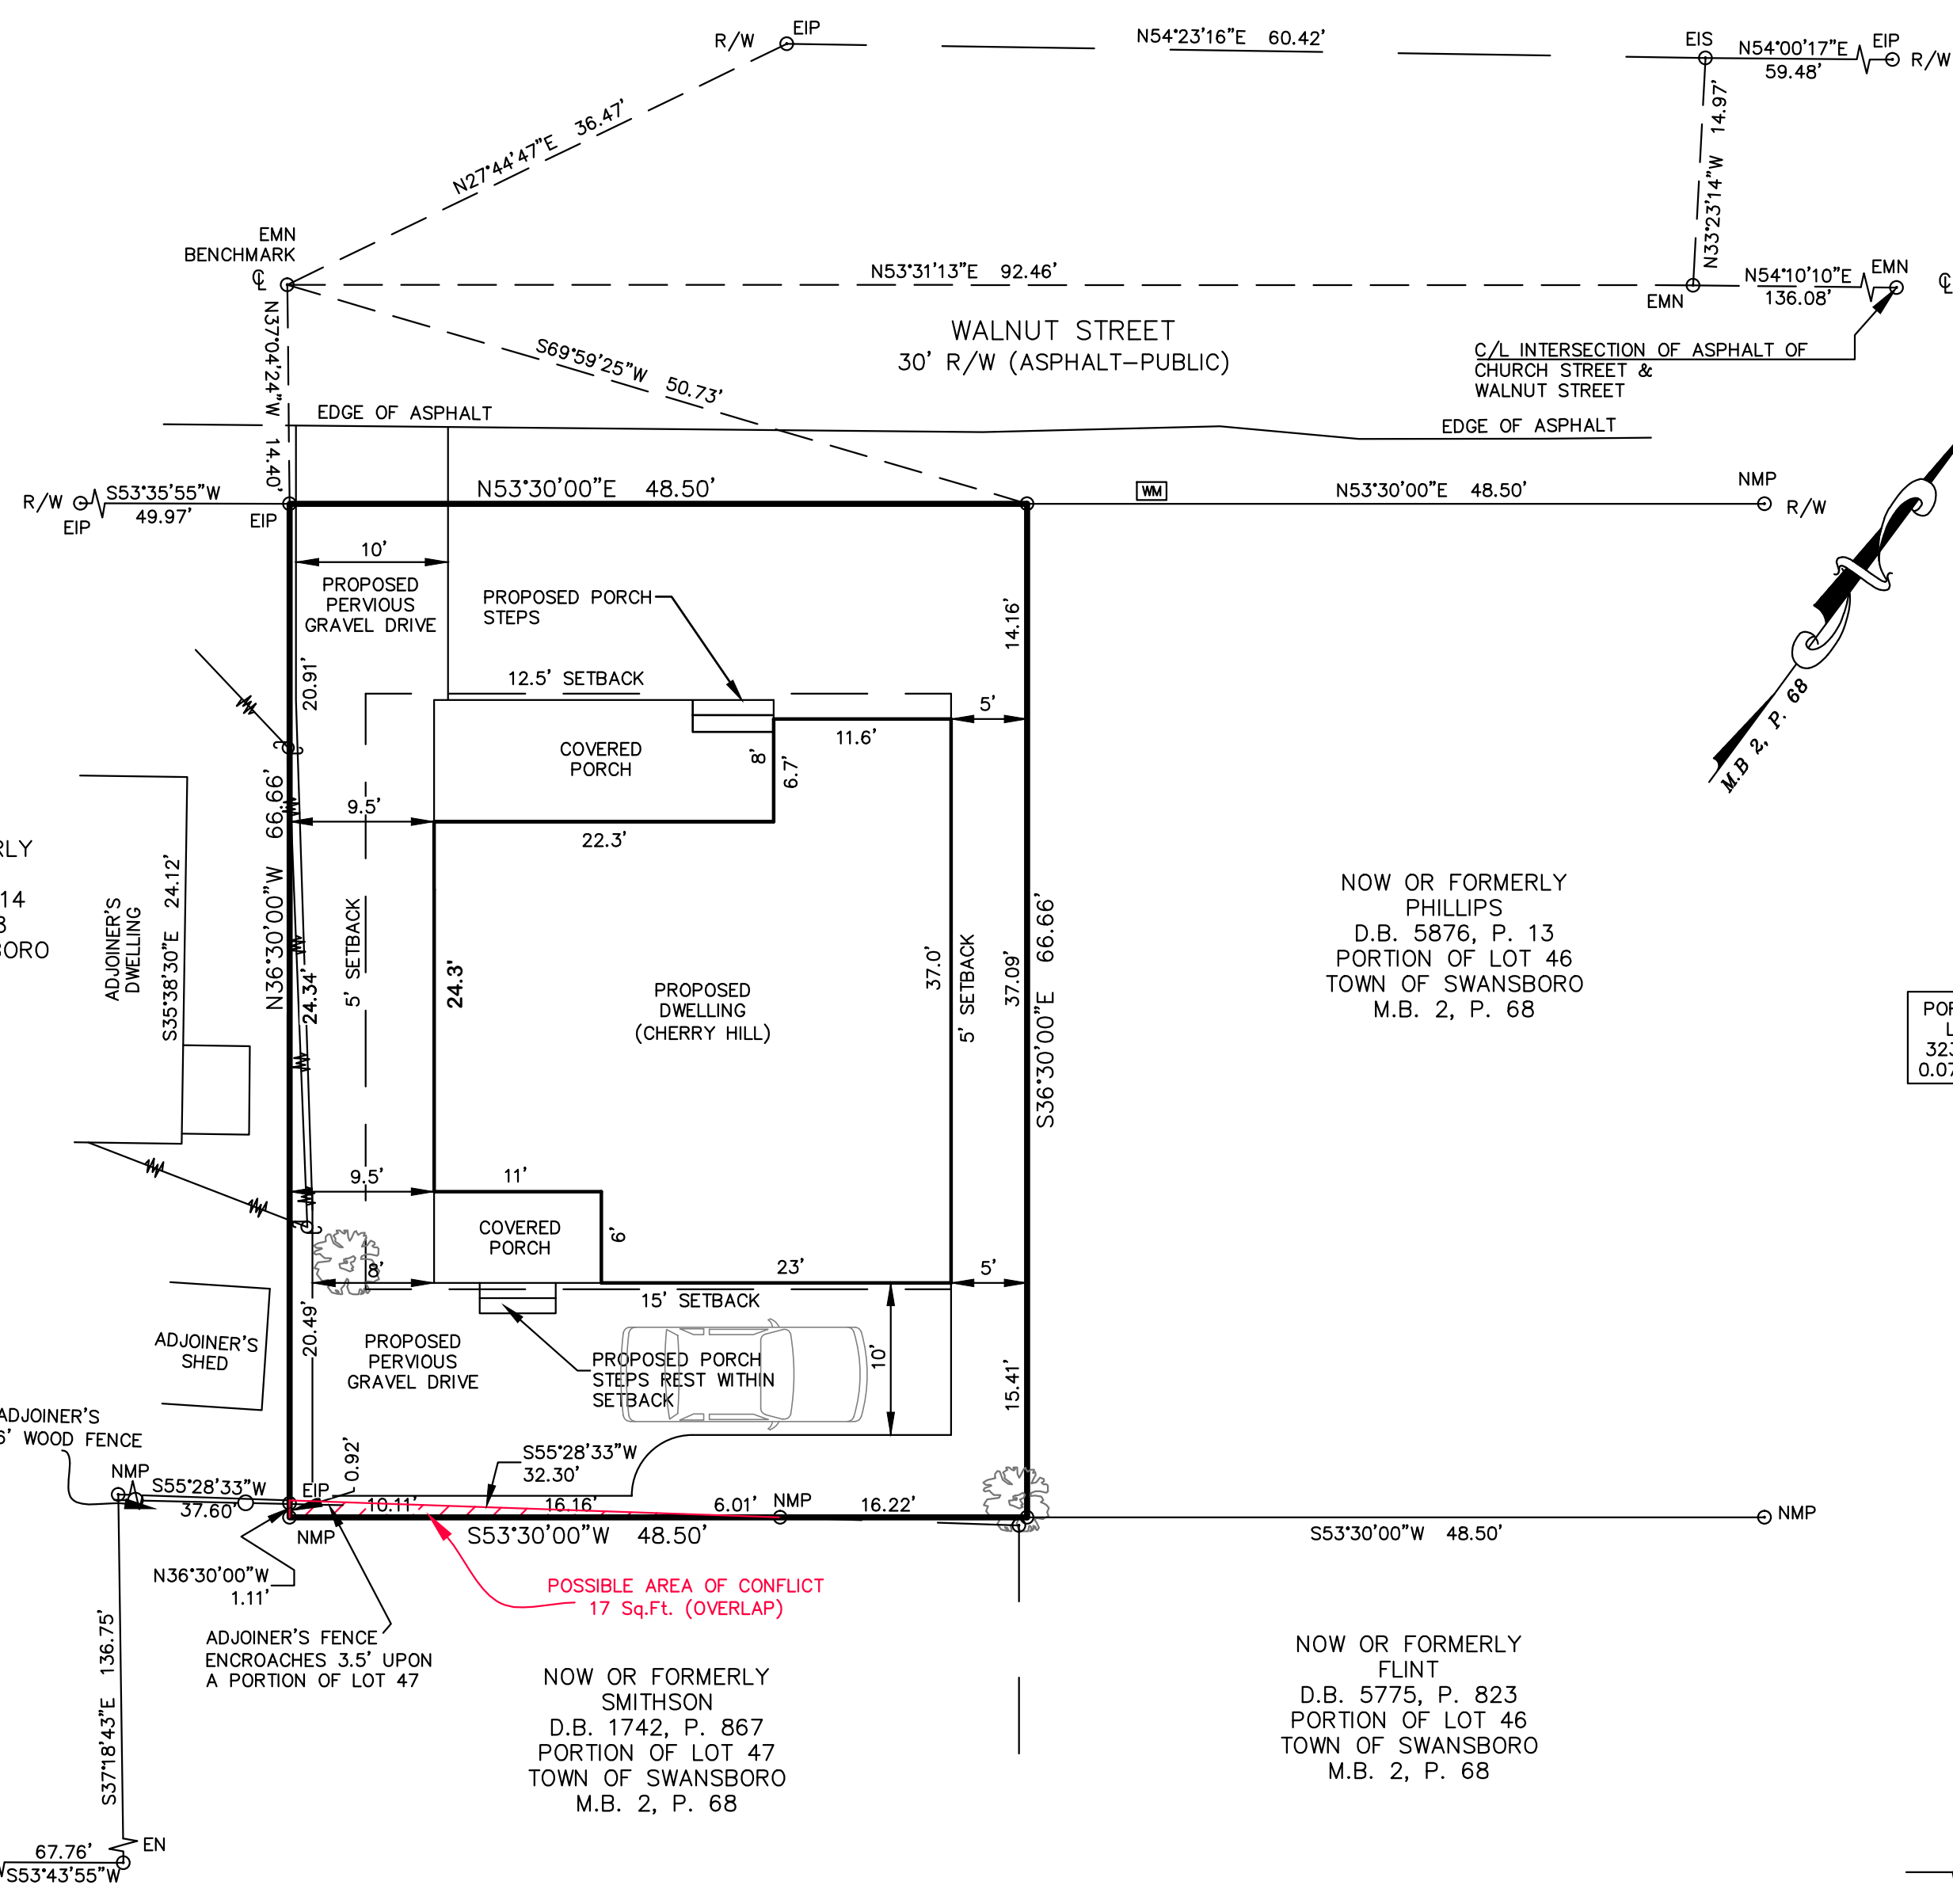 R/W
EIP
N54°23'16"E 60.42'
EIS
N54°00'17"E
59.48'
EIP
R/W
N27°44'47"E 36.47'
N33°23'14"W 14.97'
EMN
BENCHMARK
℄
N53°31'13"E 92.46'
EMN
N54°10'10"E
136.08'
EMN
℄
WALNUT STREET
30' R/W (ASPHALT-PUBLIC)
C/L INTERSECTION OF ASPHALT OF
CHURCH STREET &
WALNUT STREET
N37°04'24"W 14.40'
S69°59'25"W 50.73'
EDGE OF ASPHALT
EDGE OF ASPHALT
R/W
EIP
S53°35'55"W
49.97'
EIP
N53°30'00"E 48.50'
WM
N53°30'00"E 48.50'
NMP
R/W
10'
PROPOSED
PERVIOUS
GRAVEL DRIVE
PROPOSED PORCH
STEPS
14.16'
20.91'
12.5' SETBACK
5'
11.6'
8'
6.7'
COVERED
PORCH
M.B 2, P. 68
9.5'
22.3'
N36°30'00"W 66.66'
RLY
14
3
BORO
ADJOINER'S
DWELLING
S35°38'30"E 24.12'
24.34'
5' SETBACK
24.3'
PROPOSED
DWELLING
(CHERRY HILL)
37.0'
5' SETBACK
37.09'
S36°30'00"E 66.66'
NOW OR FORMERLY
PHILLIPS
D.B. 5876, P. 13
PORTION OF LOT 46
TOWN OF SWANSBORO
M.B. 2, P. 68
POR
L
323
0.07
9.5'
11'
COVERED
PORCH
6'
8'
23'
5'
15' SETBACK
20.49'
ADJOINER'S
SHED
PROPOSED
PERVIOUS
GRAVEL DRIVE
PROPOSED PORCH
STEPS REST WITHIN
SETBACK
10'
15.41'
ADJOINER'S
6' WOOD FENCE
NMP
S55°28'33"W
37.60'
EIP
0.92'
S55°28'33"W
32.30'
10.11'
16.16'
6.01'
NMP
16.22'
NMP
S53°30'00"W 48.50'
S53°30'00"W 48.50'
NMP
N36°30'00"W
1.11'
POSSIBLE AREA OF CONFLICT
17 Sq.Ft. (OVERLAP)
ADJOINER'S FENCE
ENCROACHES 3.5' UPON
A PORTION OF LOT 47
S37°18'43"E 136.75'
NOW OR FORMERLY
SMITHSON
D.B. 1742, P. 867
PORTION OF LOT 47
TOWN OF SWANSBORO
M.B. 2, P. 68
NOW OR FORMERLY
FLINT
D.B. 5775, P. 823
PORTION OF LOT 46
TOWN OF SWANSBORO
M.B. 2, P. 68
EN
67.76'
S53°43'55"W